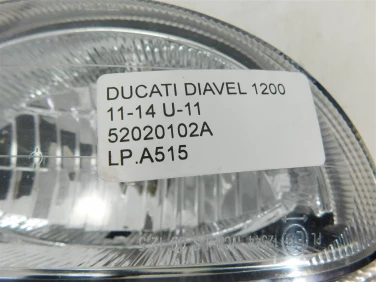 DUCATI DIAVEL 1200
11-14 U-11
52020102A
LP.A515